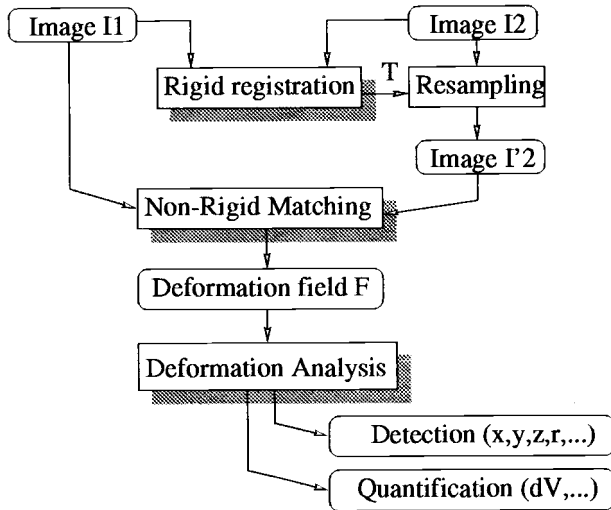 Image I1
Image I2
Rigid registration
T
Resampling
Image I'2
Non-Rigid Matching
Deformation field F
Deformation Analysis
Detection (x,y,z,r,...)
Quantification (dV,...)